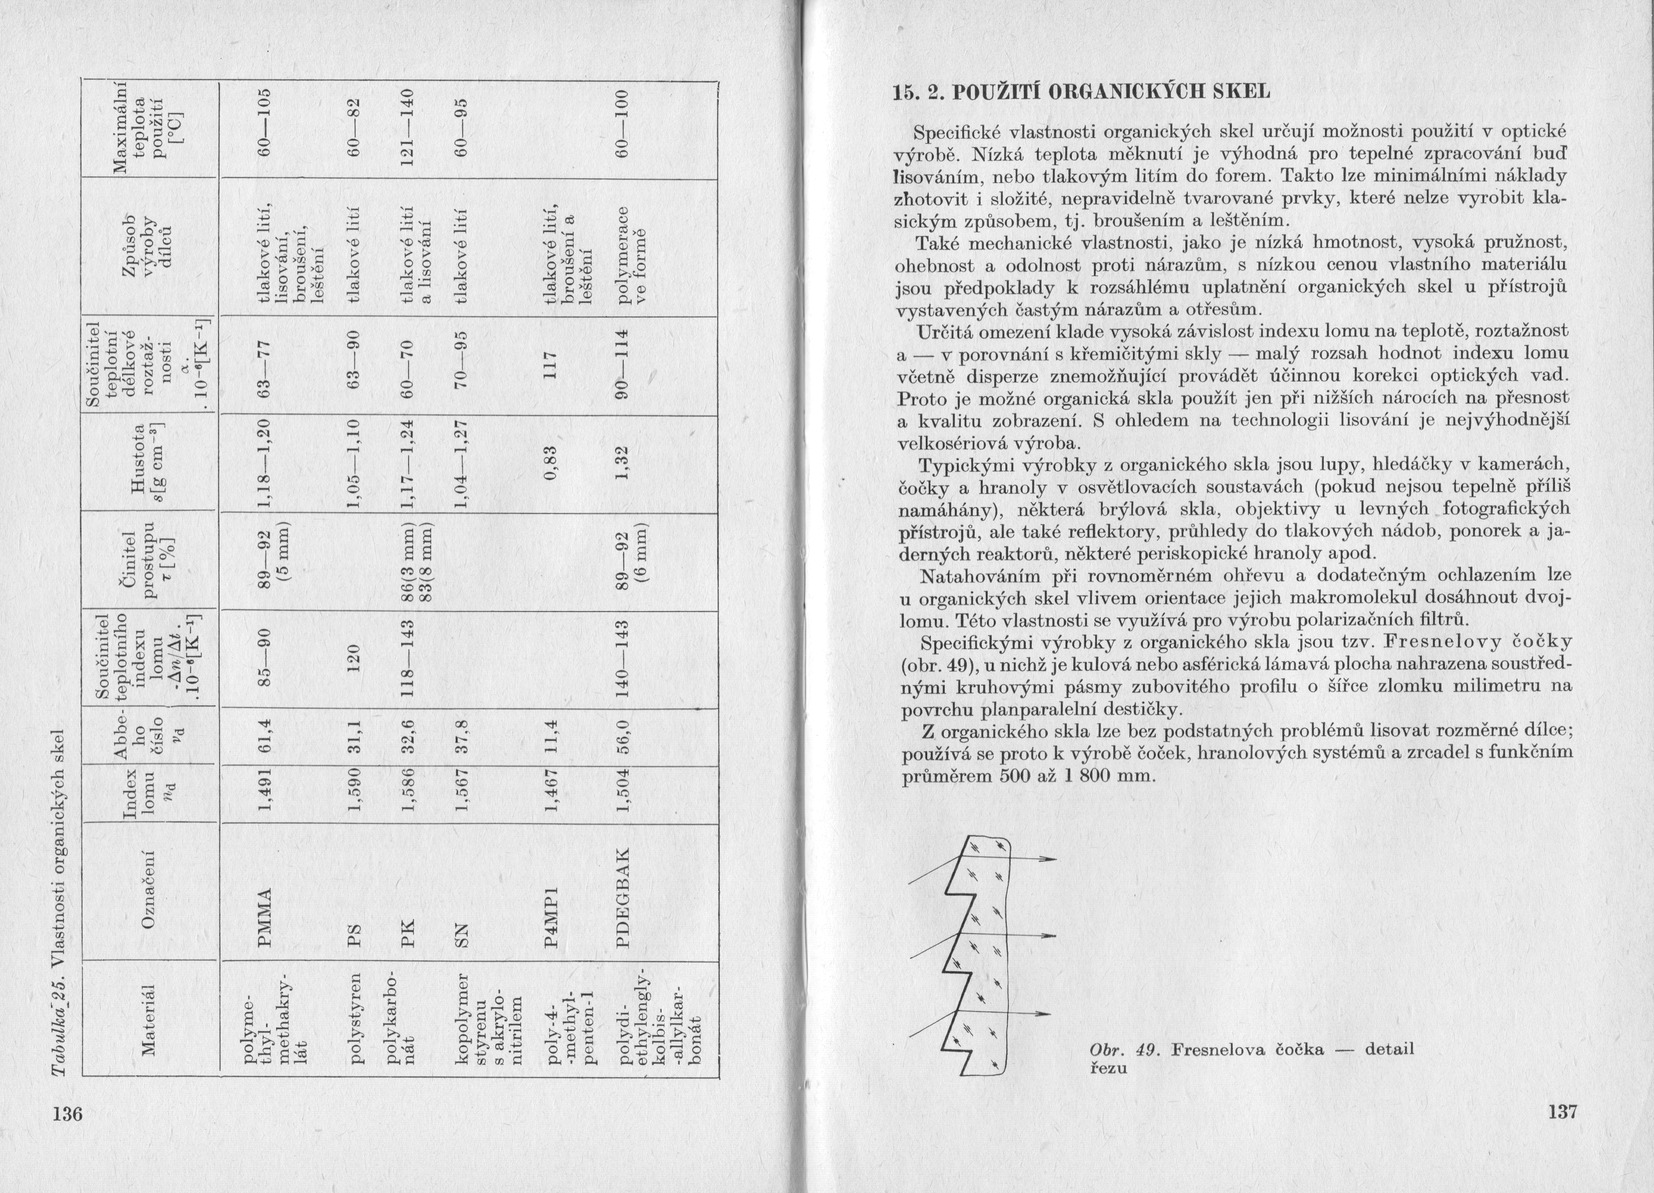 Tabulka 25. Vlastnosti organických skel
Materiál | Označení | Index lomu nd | Abbe-ho číslo νd | Součinitel teplotního indexu lomu -Δn/Δt . .10⁻⁶[K⁻¹] | Činitel prostupu τ [%] | Hustota s[g cm⁻³] | Součinitel teplotní délkové roztaž-nosti α. . 10⁻⁶[K⁻¹] | Způsob výroby dílců | Maximální teplota použití [°C]
polyme-thyl-methakry-lát | PMMA | 1,491 | 61,4 | 85—90 | 89—92 (5 mm) | 1,18—1,20 | 63—77 | tlakové lití, lisování, broušení, leštění | 60—105
polystyren | PS | 1,590 | 31,1 | 120 | | 1,05—1,10 | 63—90 | tlakové lití | 60—82
polykarbo-nát | PK | 1,586 | 32,6 | 118—143 | 86(3 mm) 83(8 mm) | 1,17—1,24 | 60—70 | tlakové lití a lisování | 121—140
kopolymer styrenu s akrylo-nitrilem | SN | 1,567 | 37,8 | | | 1,04—1,27 | 70—95 | tlakové lití | 60—95
poly-4-methyl-penten-1 | P4MP1 | 1,467 | 11,4 | | | 0,83 | 117 | tlakové lití, broušení a leštění |
polydi-ethylengly-kolbis-allylkar-bonát | PDEGBAK | 1,504 | 56,0 | 140—143 | 89—92 (6 mm) | 1,32 | 90—114 | polymerace ve formě | 60—100
136
15. 2. POUŽITÍ ORGANICKÝCH SKEL
Specifické vlastnosti organických skel určují možnosti použití v optické
výrobě. Nízká teplota měknutí je výhodná pro tepelné zpracování buď
lisováním, nebo tlakovým litím do forem. Takto lze minimálními náklady
zhotovit i složité, nepravidelně tvarované prvky, které nelze vyrobit kla-
sickým způsobem, tj. broušením a leštěním.
Také mechanické vlastnosti, jako je nízká hmotnost, vysoká pružnost,
ohebnost a odolnost proti nárazům, s nízkou cenou vlastního materiálu
jsou předpoklady k rozsáhlému uplatnění organických skel u přístrojů
vystavených častým nárazům a otřesům.
Určitá omezení klade vysoká závislost indexu lomu na teplotě, roztažnost
a — v porovnání s křemičitými skly — malý rozsah hodnot indexu lomu
včetně disperze znemožňující provádět účinnou korekci optických vad.
Proto je možné organická skla použít jen při nižších nárocích na přesnost
a kvalitu zobrazení. S ohledem na technologii lisování je nejvýhodnější
velkosériová výroba.
Typickými výrobky z organického skla jsou lupy, hledáčky v kamerách,
čočky a hranoly v osvětlovacích soustavách (pokud nejsou tepelně příliš
namáhány), některá brýlová skla, objektivy u levných fotografických
přístrojů, ale také reflektory, průhledy do tlakových nádob, ponorek a ja-
derných reaktorů, některé periskopické hranoly apod.
Natahováním při rovnoměrném ohřevu a dodatečným ochlazením lze
u organických skel vlivem orientace jejich makromolekul dosáhnout dvoj-
lomu. Této vlastnosti se využívá pro výrobu polarizačních filtrů.
Specifickými výrobky z organického skla jsou tzv. Fresnelovy čočky
(obr. 49), u nichž je kulová nebo asférická lámavá plocha nahrazena soustřed-
nými kruhovými pásmy zubovitého profilu o šířce zlomku milimetru na
povrchu planparalelní destičky.
Z organického skla lze bez podstatných problémů lisovat rozměrné dílce;
používá se proto k výrobě čoček, hranolových systémů a zrcadel s funkčním
průměrem 500 až 1 800 mm.
Obr. 49. Fresnelova čočka — detail
řezu
137